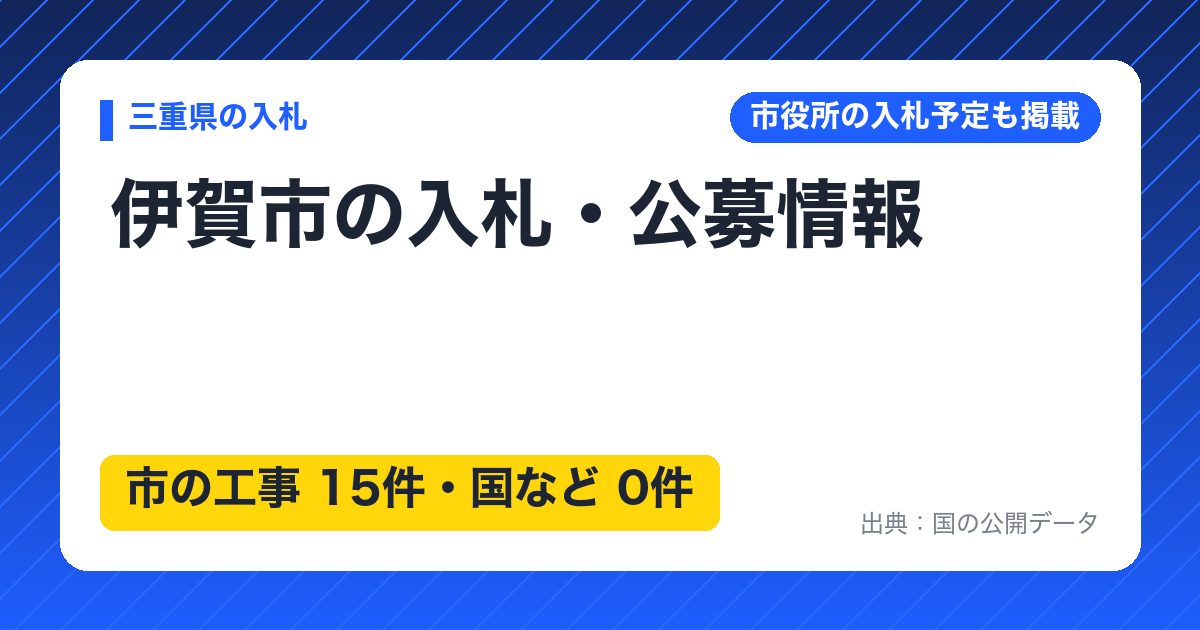 三重県の入札
市役所の入札予定も掲載
伊賀市の入札・公募情報
市の工事 15件・国など 0件
出典：国の公開データ